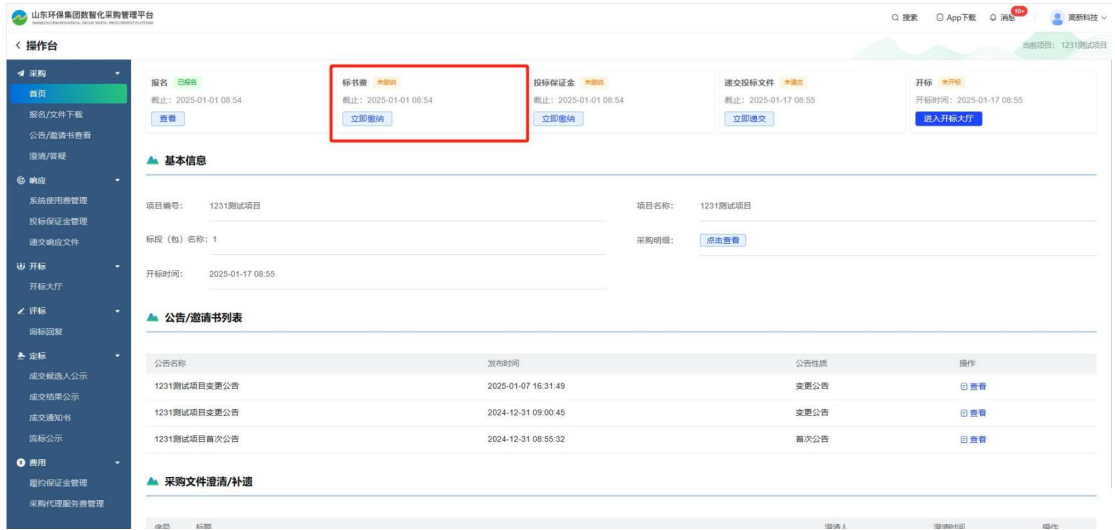 山东环保集团数智化采购管理平台
搜索 App下载 消息 10+ 高新科技
操作台
当前项目： 1231测试项目
采购
首页
报名/文件下载
公告/邀请书查看
澄清/答疑
响应
系统使用费管理
投标保证金管理
递交响应文件
开标
开标大厅
评标
询标回复
定标
成交候选人公示
成交结果公示
成交通知书
流标公示
费用
履约保证金管理
采购代理服务费管理
报名 已报名
截止： 2025-01-01 08:54
查看
标书费 未缴纳
截止： 2025-01-01 08:54
立即缴纳
投标保证金 未缴纳
截止： 2025-01-01 08:54
立即缴纳
递交投标文件 未递交
截止： 2025-01-17 08:55
立即递交
开标 未开标
开标时间： 2025-01-17 08:55
进入开标大厅
基本信息
项目编号： 1231测试项目
项目名称： 1231测试项目
标段（包）名称： 1
采购明细： 点击查看
开标时间： 2025-01-17 08:55
公告/邀请书列表
公告名称 发布时间 公告性质 操作
1231测试项目变更公告 2025-01-07 16:31:49 变更公告 查看
1231测试项目变更公告 2024-12-31 09:00:45 变更公告 查看
1231测试项目首次公告 2024-12-31 08:55:32 首次公告 查看
采购文件澄清/补遗
序号 标题 澄清人 澄清时间 操作